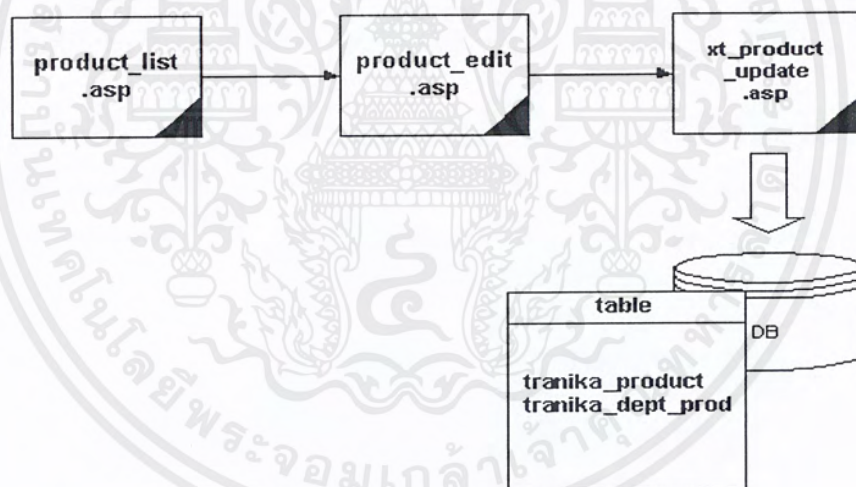 product_list
.asp
product_edit
.asp
xt_product
_update
.asp
table
DB
tranika_product
tranika_dept_prod